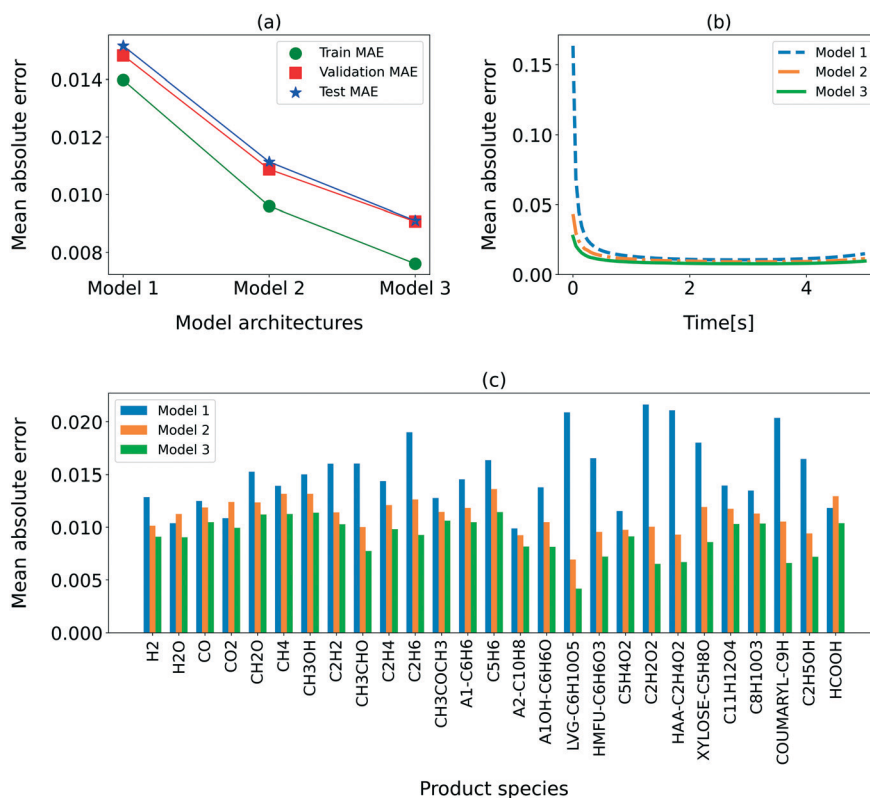 (a)
Mean absolute error
0.014
0.012
0.010
0.008
Train MAE
Validation MAE
Test MAE
Model 1
Model 2
Model 3
Model architectures
(b)
Mean absolute error
0.15
0.10
0.05
0.00
Model 1
Model 2
Model 3
0
2
4
Time[s]
(c)
Mean absolute error
0.020
0.015
0.010
0.005
0.000
Model 1
Model 2
Model 3
H2
H2O
CO
CO2
CH2O
CH4
CH3OH
C2H2
CH3CHO
C2H4
C2H6
CH3COCH3
A1-C6H6
C5H6
A2-C10H8
A1OH-C6H6O
LVG-C6H10O5
HMFU-C6H6O3
C5H4O2
C2H2O2
HAA-C2H4O2
XYLOSE-C5H8O
C11H12O4
C8H10O3
COUMARYL-C9H
C2H5OH
HCOOH
Product species